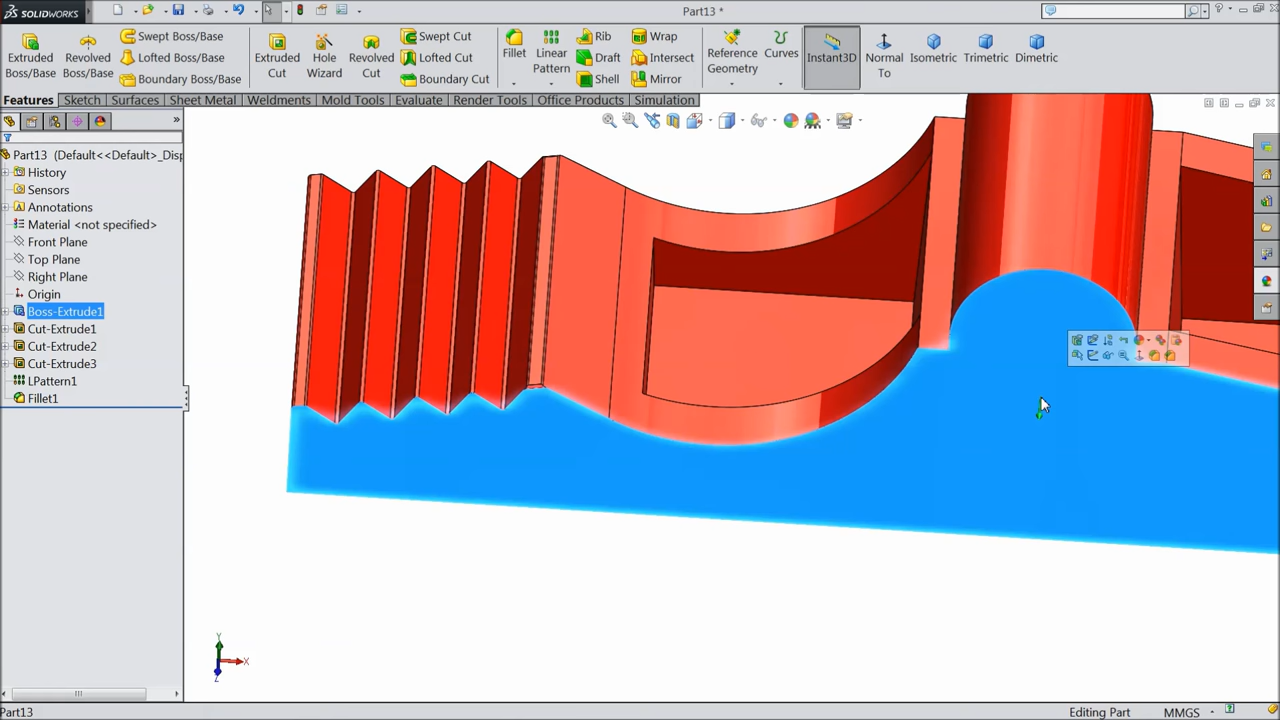 SOLIDWORKS
Part13 *
Extruded Boss/Base
Revolved Boss/Base
Swept Boss/Base
Lofted Boss/Base
Boundary Boss/Base
Extruded Cut
Hole Wizard
Revolved Cut
Swept Cut
Lofted Cut
Boundary Cut
Fillet
Linear Pattern
Rib
Draft
Shell
Wrap
Intersect
Mirror
Reference Geometry
Curves
Instant3D
Normal To
Isometric
Trimetric
Dimetric
Features Sketch Surfaces Sheet Metal Weldments Mold Tools Evaluate Render Tools Office Products Simulation
Part13 (Default<<Default>_Disp
History
Sensors
Annotations
Material <not specified>
Front Plane
Top Plane
Right Plane
Origin
Boss-Extrude1
Cut-Extrude1
Cut-Extrude2
Cut-Extrude3
LPattern1
Fillet1
Y
X
Z
Part13
Editing Part
MMGS